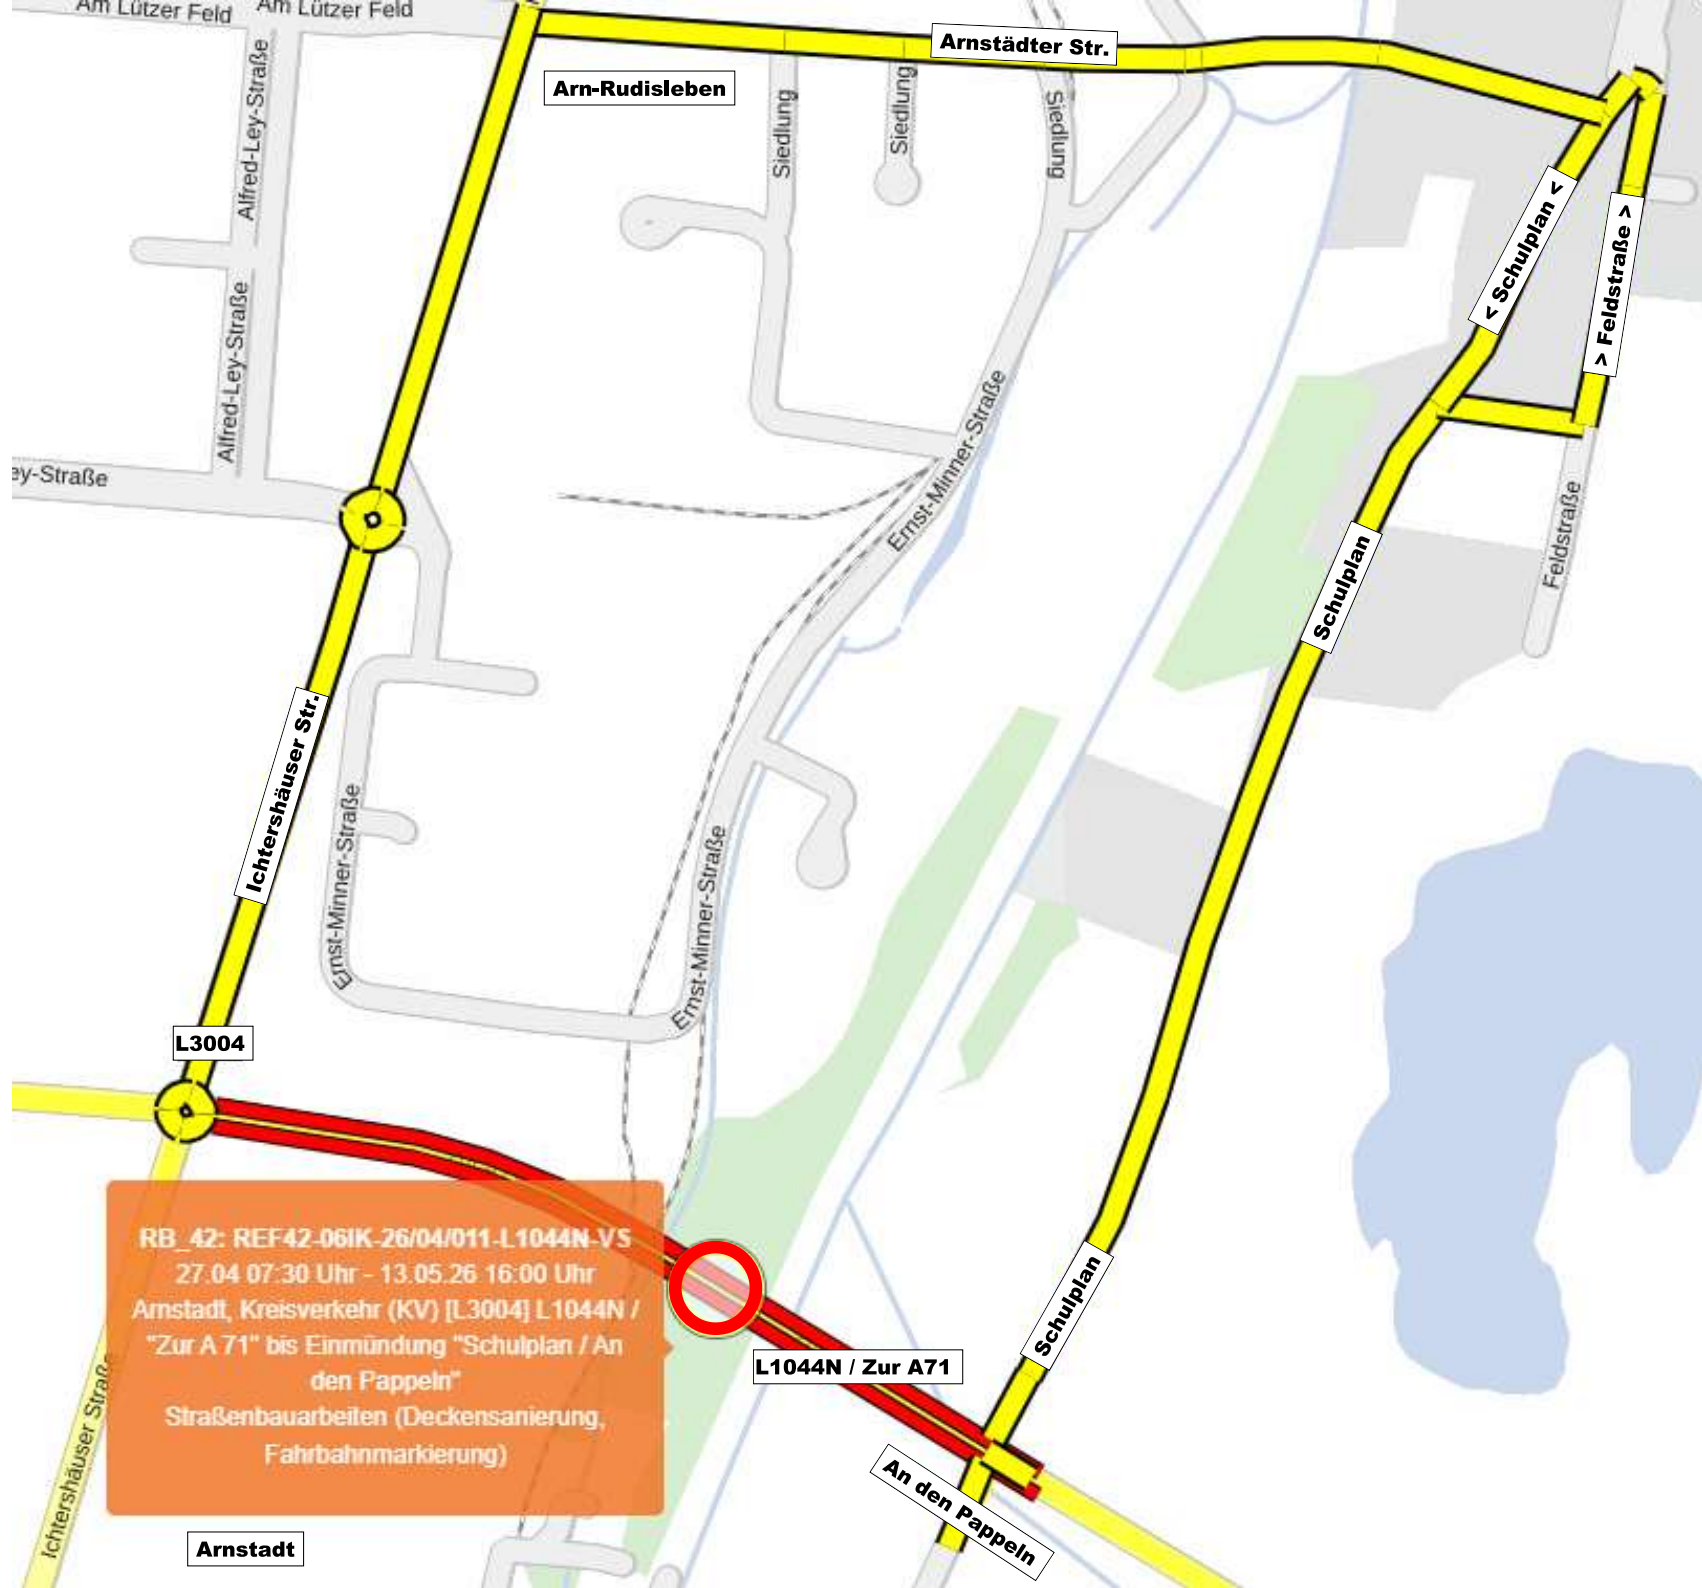 Am Lützer Feld
Am Lützer Feld
Arnstädter Str.
Arn-Rudisleben
Alfred-Ley-Straße
Siedlung
Siedlung
Siedlung
< Schulplan <
> Feldstraße >
Alfred-Ley-Straße
ey-Straße
Ernst-Minner-Straße
Feldstraße
Schulplan
Ichtershäuser Str.
Ernst-Minner-Straße
Ernst-Minner-Straße
L3004
RB_42: REF42-06IK-26/04/011-L1044N-VS
27.04 07:30 Uhr - 13.05.26 16:00 Uhr
Arnstadt, Kreisverkehr (KV) [L3004] L1044N /
"Zur A 71" bis Einmündung "Schulplan / An
den Pappeln"
Straßenbauarbeiten (Deckensanierung,
Fahrbahnmarkierung)
Schulplan
L1044N / Zur A71
Ichtershäuser Straße
An den Pappeln
Arnstadt